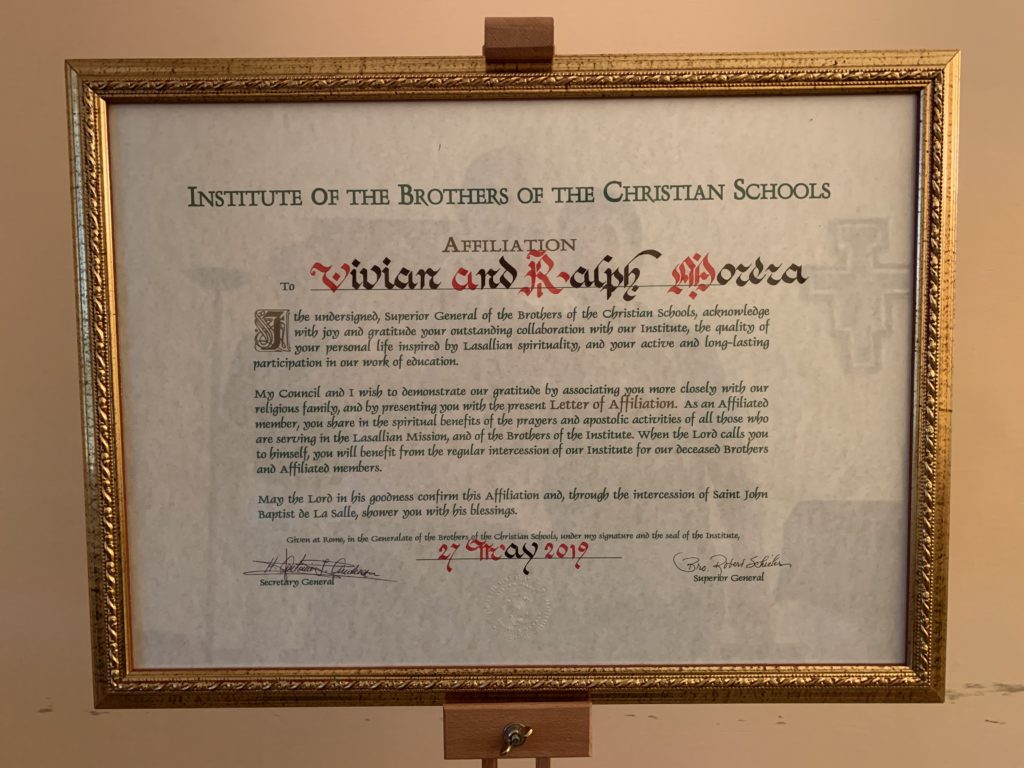 INSTITUTE OF THE BROTHERS OF THE CHRISTIAN SCHOOLS
AFFILIATION
To Vivian and Ralph Morera
I the undersigned, Superior General of the Brothers of the Christian Schools, acknowledge
with joy and gratitude your outstanding collaboration with our Institute, the quality of
your personal life inspired by Lasallian spirituality, and your active and long-lasting
participation in our work of education.
My Council and I wish to demonstrate our gratitude by associating you more closely with our
religious family, and by presenting you with the present Letter of Affiliation. As an Affiliated
member, you share in the spiritual benefits of the prayers and apostolic activities of all those who
are serving in the Lasallian Mission, and of the Brothers of the Institute. When the Lord calls you
to himself, you will benefit from the regular intercession of our Institute for our deceased Brothers
and Affiliated members.
May the Lord in his goodness confirm this Affiliation and, through the intercession of Saint John
Baptist de La Salle, shower you with his blessings.
Given at Rome, in the Generalate of the Brothers of the Christian Schools, under my signature and the seal of the Institute,
27 May 2019
Bro. Robert Schieler
Secretary General
Superior General